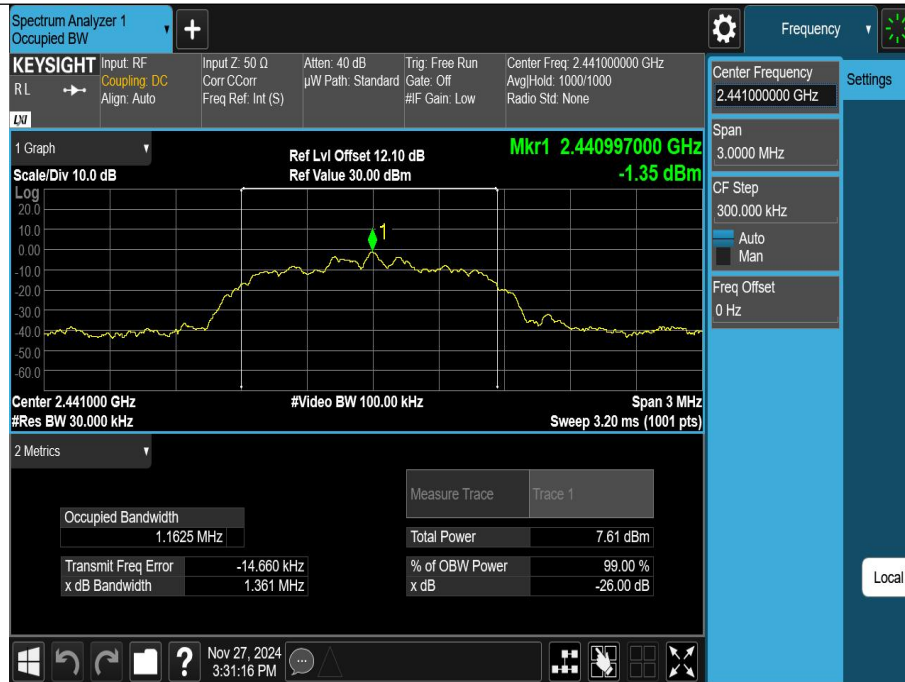 Spectrum Analyzer 1
Occupied BW
+
Frequency
KEYSIGHT
RL
LXI
Input: RF
Coupling: DC
Align: Auto
Input Z: 50 Ω
Corr CCorr
Freq Ref: Int (S)
Atten: 40 dB
µW Path: Standard
Trig: Free Run
Gate: Off
#IF Gain: Low
Center Freq: 2.441000000 GHz
Avg|Hold: 1000/1000
Radio Std: None
Center Frequency
2.441000000 GHz
Settings
Span
3.0000 MHz
CF Step
300.000 kHz
Auto
Man
Freq Offset
0 Hz
Local
1 Graph
Scale/Div 10.0 dB
Ref Lvl Offset 12.10 dB
Ref Value 30.00 dBm
Mkr1 2.440997000 GHz
-1.35 dBm
Log
20.0
10.0
0.00
-10.0
-20.0
-30.0
-40.0
-50.0
-60.0
1
Center 2.441000 GHz
#Video BW 100.00 kHz
Span 3 MHz
#Res BW 30.000 kHz
Sweep 3.20 ms (1001 pts)
2 Metrics
Measure Trace
Trace 1
Occupied Bandwidth
1.1625 MHz
Total Power
7.61 dBm
Transmit Freq Error
-14.660 kHz
% of OBW Power
99.00 %
x dB Bandwidth
1.361 MHz
x dB
-26.00 dB
?
Nov 27, 2024
3:31:16 PM